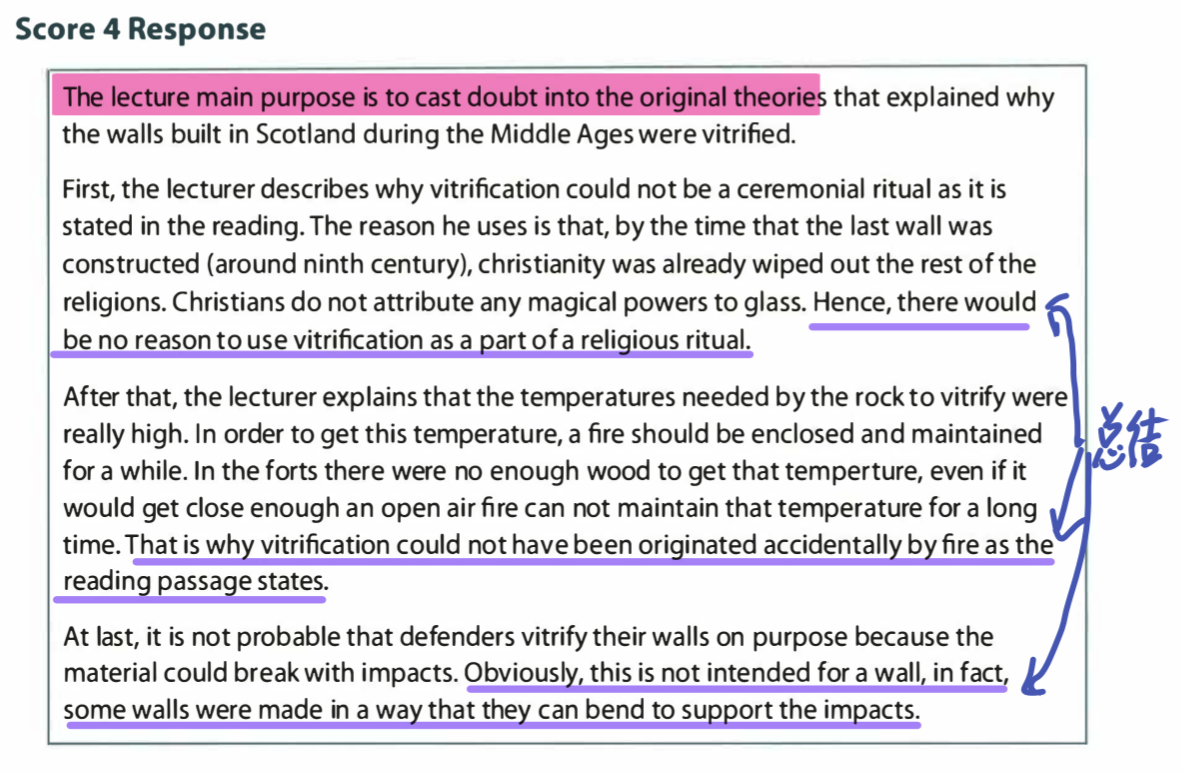 Score 4 Response
The lecture main purpose is to cast doubt into the original theories that explained why
the walls built in Scotland during the Middle Ages were vitrified.
First, the lecturer describes why vitrification could not be a ceremonial ritual as it is
stated in the reading. The reason he uses is that, by the time that the last wall was
constructed (around ninth century), christianity was already wiped out the rest of the
religions. Christians do not attribute any magical powers to glass. Hence, there would
be no reason to use vitrification as a part of a religious ritual.
After that, the lecturer explains that the temperatures needed by the rock to vitrify were
really high. In order to get this temperature, a fire should be enclosed and maintained
for a while. In the forts there were no enough wood to get that temperture, even if it
would get close enough an open air fire can not maintain that temperature for a long
time. That is why vitrification could not have been originated accidentally by fire as the
reading passage states.
总结
At last, it is not probable that defenders vitrify their walls on purpose because the
material could break with impacts. Obviously, this is not intended for a wall, in fact,
some walls were made in a way that they can bend to support the impacts.